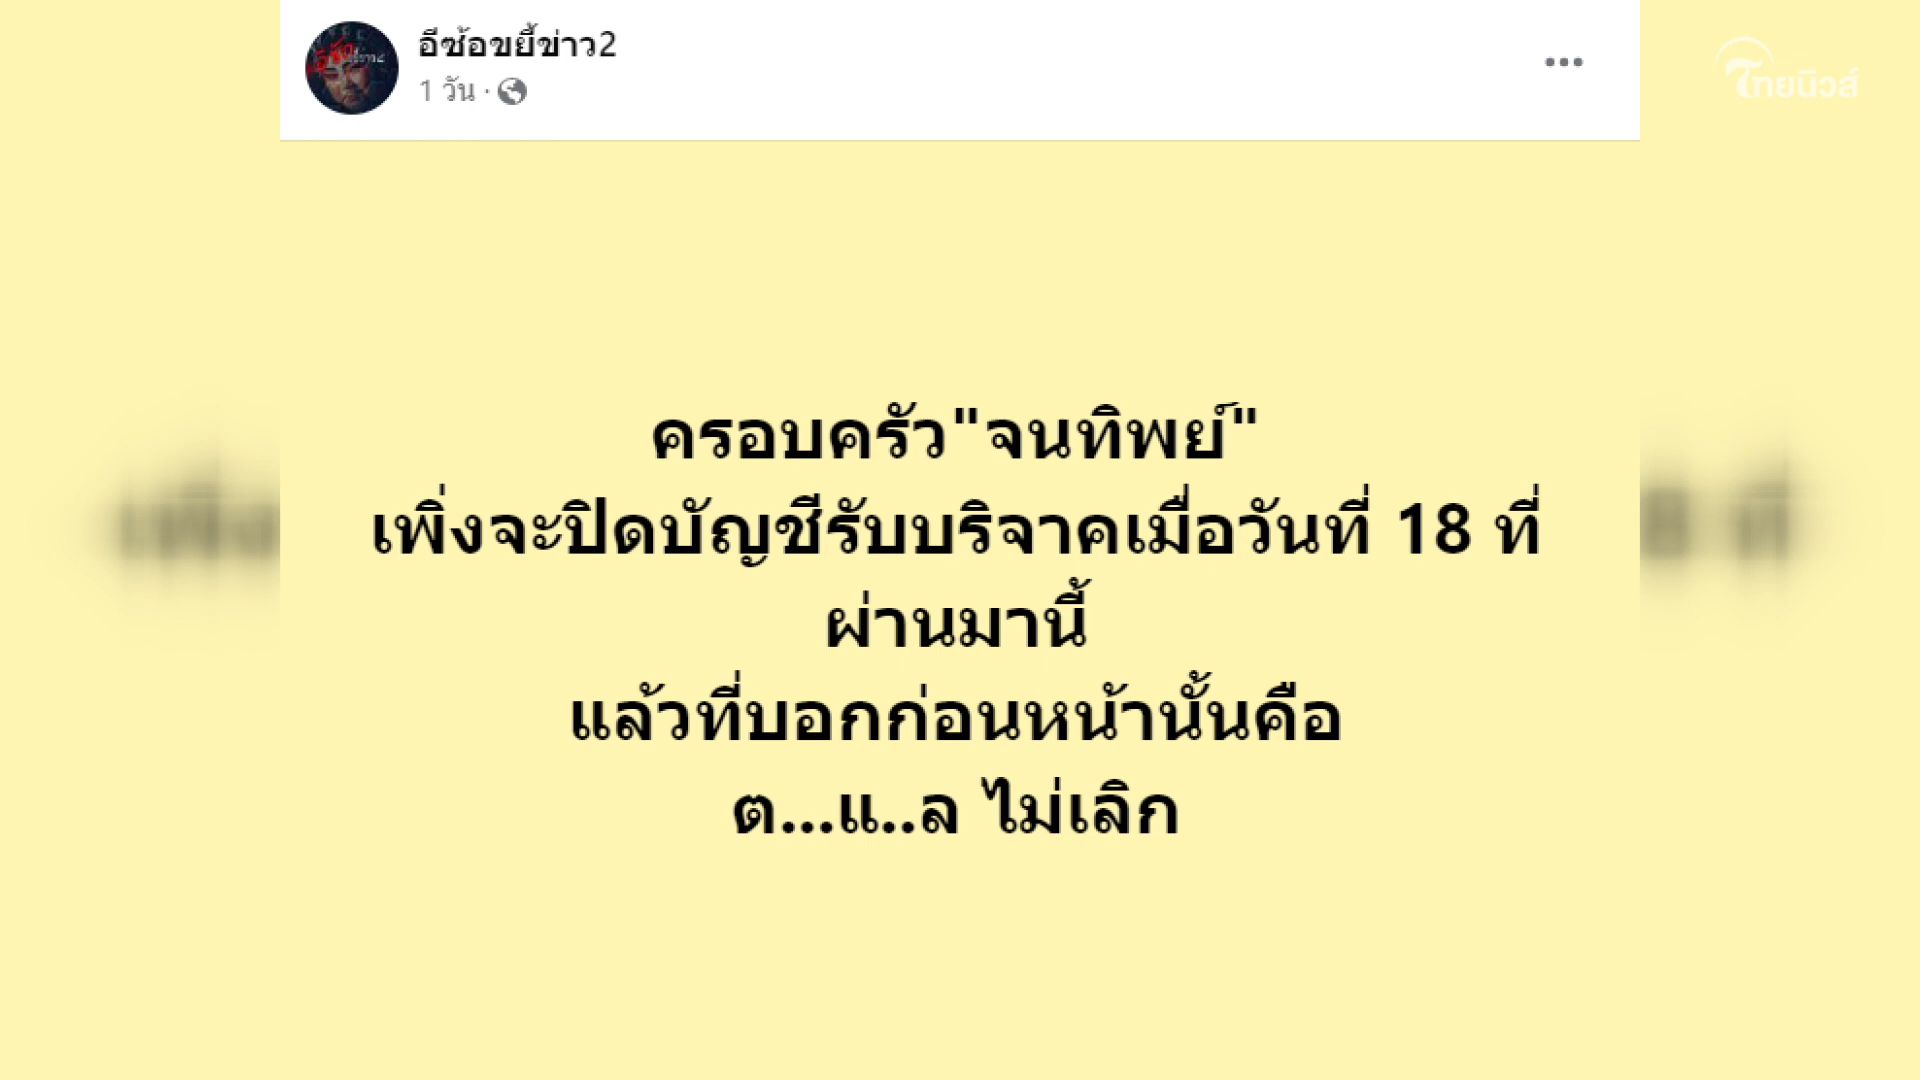 อีซ้อขยี้ข่าว2
1 วัน ·
ไทยนิวส์
ครอบครัว"จนทิพย์"
เพิ่งจะปิดบัญชีรับบริจาคเมื่อวันที่ 18 ที่
ผ่านมานี้
แล้วที่บอกก่อนหน้านั้นคือ
ต...แ..ล ไม่เลิก